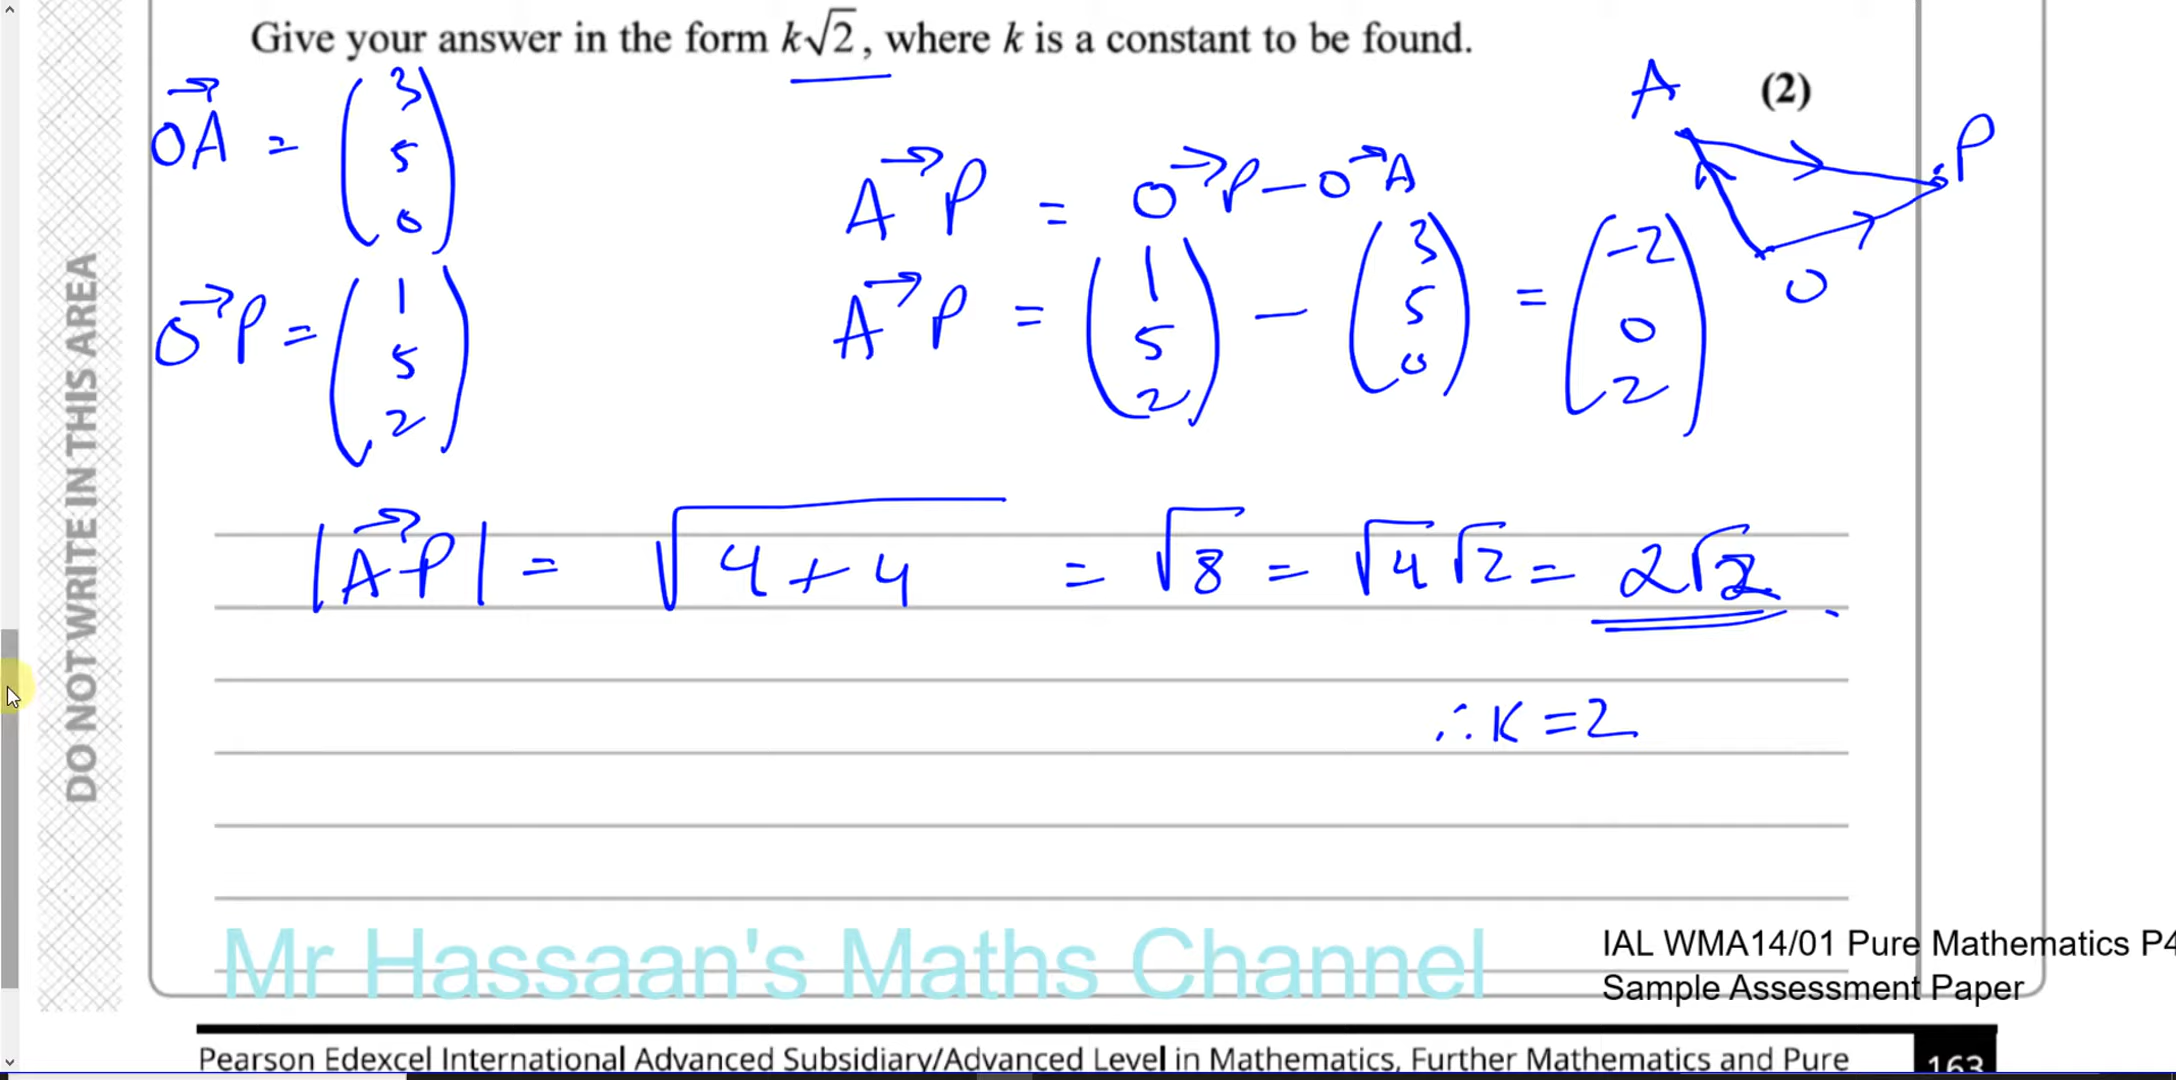 Give your answer in the form k√2, where k is a constant to be found.
(2)
A
P
O
OA→ = (3 5 0)
AP→ = OP→ − OA→
OP→ = (1 5 2)
AP→ = (1 5 2) − (3 5 0) = (-2 0 2)
|AP→| = √4+4 = √8 = √4 √2 = 2√2 .
∴ K = 2
DO NOT WRITE IN THIS AREA
Mr Hassaan's Maths Channel
IAL WMA14/01 Pure Mathematics P4
Sample Assessment Paper
Pearson Edexcel International Advanced Subsidiary/Advanced Level in Mathematics, Further Mathematics and Pure
163